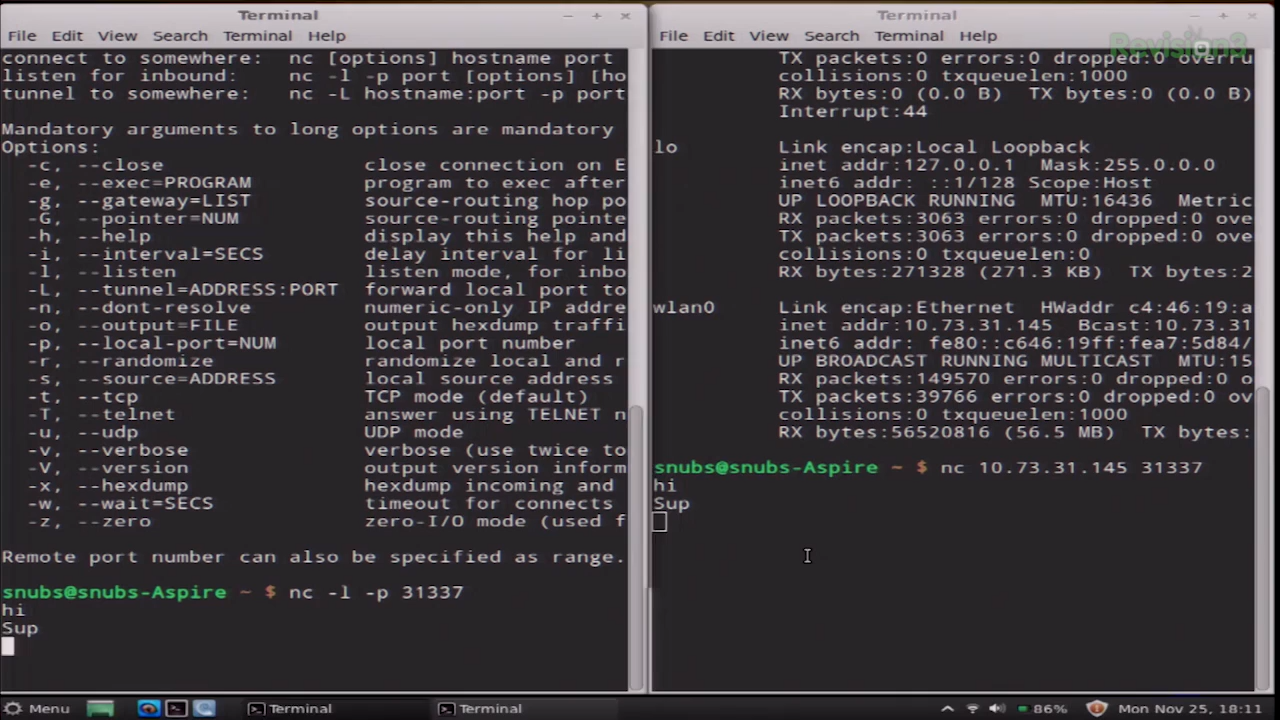 Terminal
File Edit View Search Terminal Help
connect to somewhere: nc [options] hostname port
listen for inbound: nc -l -p port [options] [ho
tunnel to somewhere: nc -L hostname:port -p port
Mandatory arguments to long options are mandatory
Options:
-c, --close close connection on E
-e, --exec=PROGRAM program to exec after
-g, --gateway=LIST source-routing hop po
-G, --pointer=NUM source-routing pointe
-h, --help display this help and
-i, --interval=SECS delay interval for li
-l, --listen listen mode, for inbo
-L, --tunnel=ADDRESS:PORT forward local port to
-n, --dont-resolve numeric-only IP addre
-o, --output=FILE output hexdump traffi
-p, --local-port=NUM local port number
-r, --randomize randomize local and r
-s, --source=ADDRESS local source address
-t, --tcp TCP mode (default)
-T, --telnet answer using TELNET n
-u, --udp UDP mode
-v, --verbose verbose (use twice to
-V, --version output version inform
-x, --hexdump hexdump incoming and
-w, --wait=SECS timeout for connects
-z, --zero zero-I/O mode (used f
Remote port number can also be specified as range.
snubs@snubs-Aspire ~ $ nc -l -p 31337
hi
Sup
Terminal
File Edit View Search Terminal Help
Revision3
TX packets:0 errors:0 dropped:0 overru
collisions:0 txqueuelen:1000
RX bytes:0 (0.0 B) TX bytes:0 (0.0 B)
Interrupt:44
lo Link encap:Local Loopback
inet addr:127.0.0.1 Mask:255.0.0.0
inet6 addr: ::1/128 Scope:Host
UP LOOPBACK RUNNING MTU:16436 Metric
RX packets:3063 errors:0 dropped:0 ove
TX packets:3063 errors:0 dropped:0 ove
collisions:0 txqueuelen:0
RX bytes:271328 (271.3 KB) TX bytes:2
wlan0 Link encap:Ethernet HWaddr c4:46:19:a
inet addr:10.73.31.145 Bcast:10.73.31
inet6 addr: fe80::c646:19ff:fea7:5d84/
UP BROADCAST RUNNING MULTICAST MTU:15
RX packets:149570 errors:0 dropped:0 o
TX packets:39766 errors:0 dropped:0 ov
collisions:0 txqueuelen:1000
RX bytes:56520816 (56.5 MB) TX bytes:
snubs@snubs-Aspire ~ $ nc 10.73.31.145 31337
hi
Sup
Menu Terminal Terminal 86% Mon Nov 25, 18:11